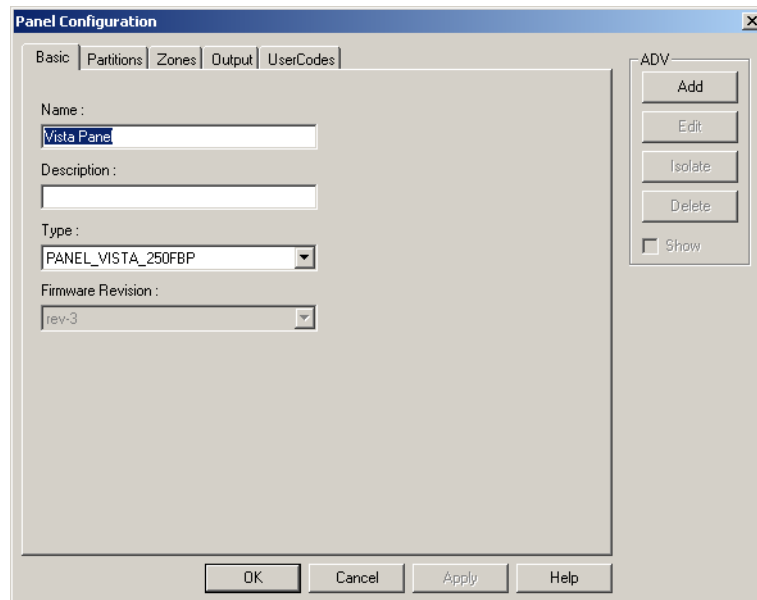 Panel Configuration
Basic Partitions Zones Output UserCodes
Name :
Vista Panel
Description :
Type :
PANEL_VISTA_250FBP
Firmware Revision :
rev-3
ADV
Add
Edit
Isolate
Delete
Show
OK Cancel Apply Help